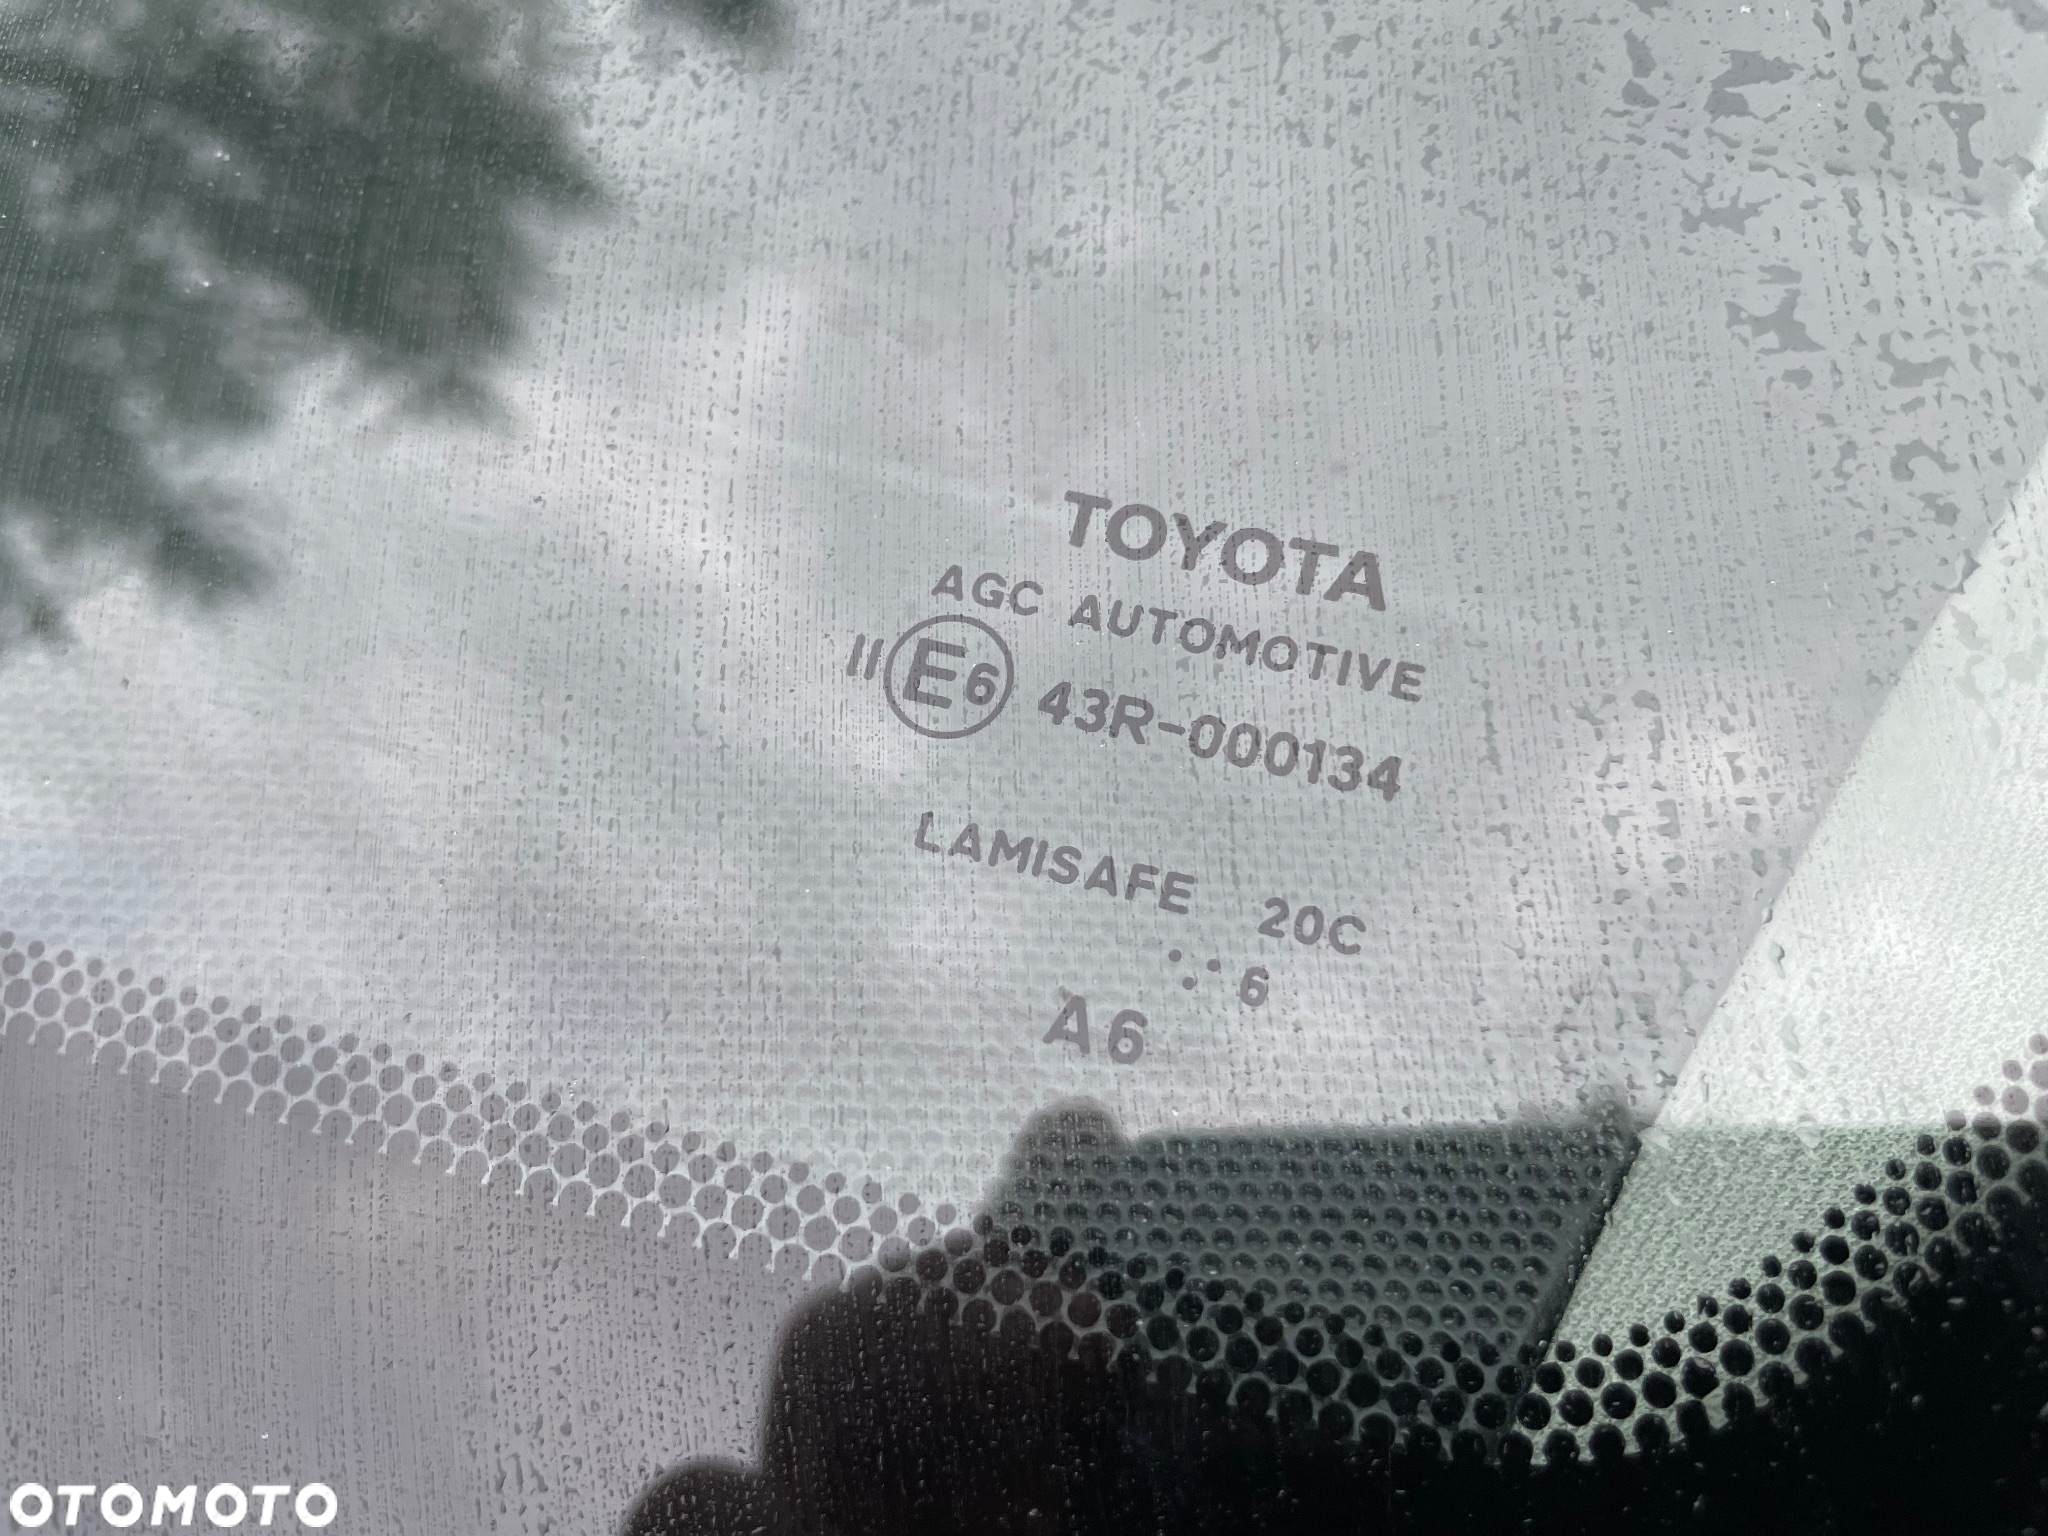 TOYOTA
AGC AUTOMOTIVE
II E6 43R-000134
LAMISAFE 20C
6
A6
OTOMOTO